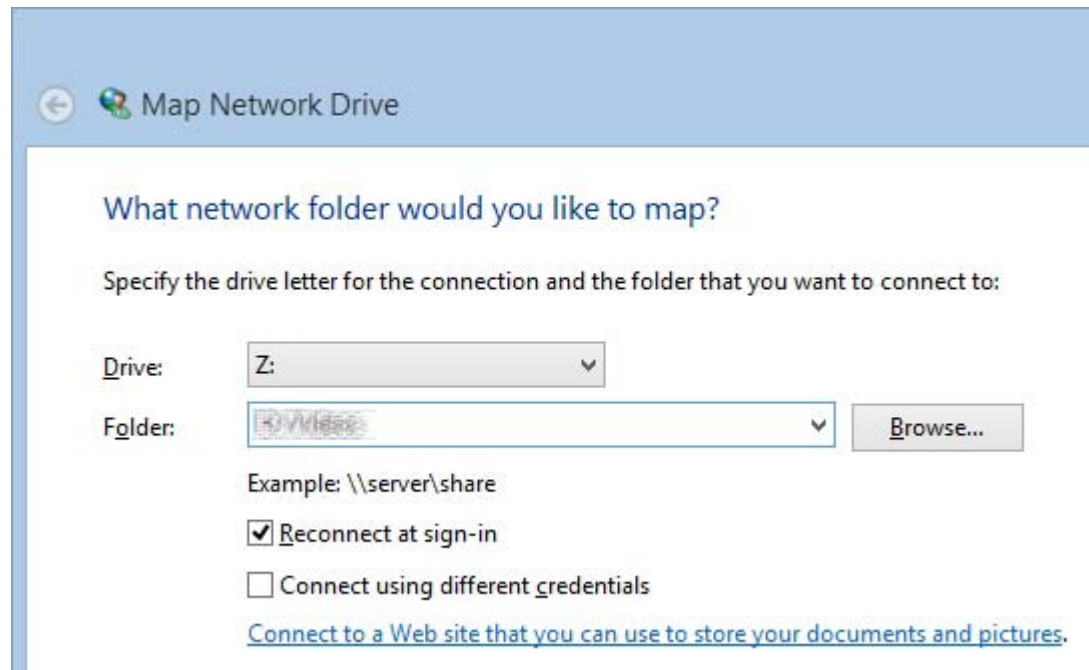 Map Network Drive
What network folder would you like to map?
Specify the drive letter for the connection and the folder that you want to connect to:
Drive: Z:
Folder:
Browse...
Example: \\server\share
Reconnect at sign-in
Connect using different credentials
Connect to a Web site that you can use to store your documents and pictures.